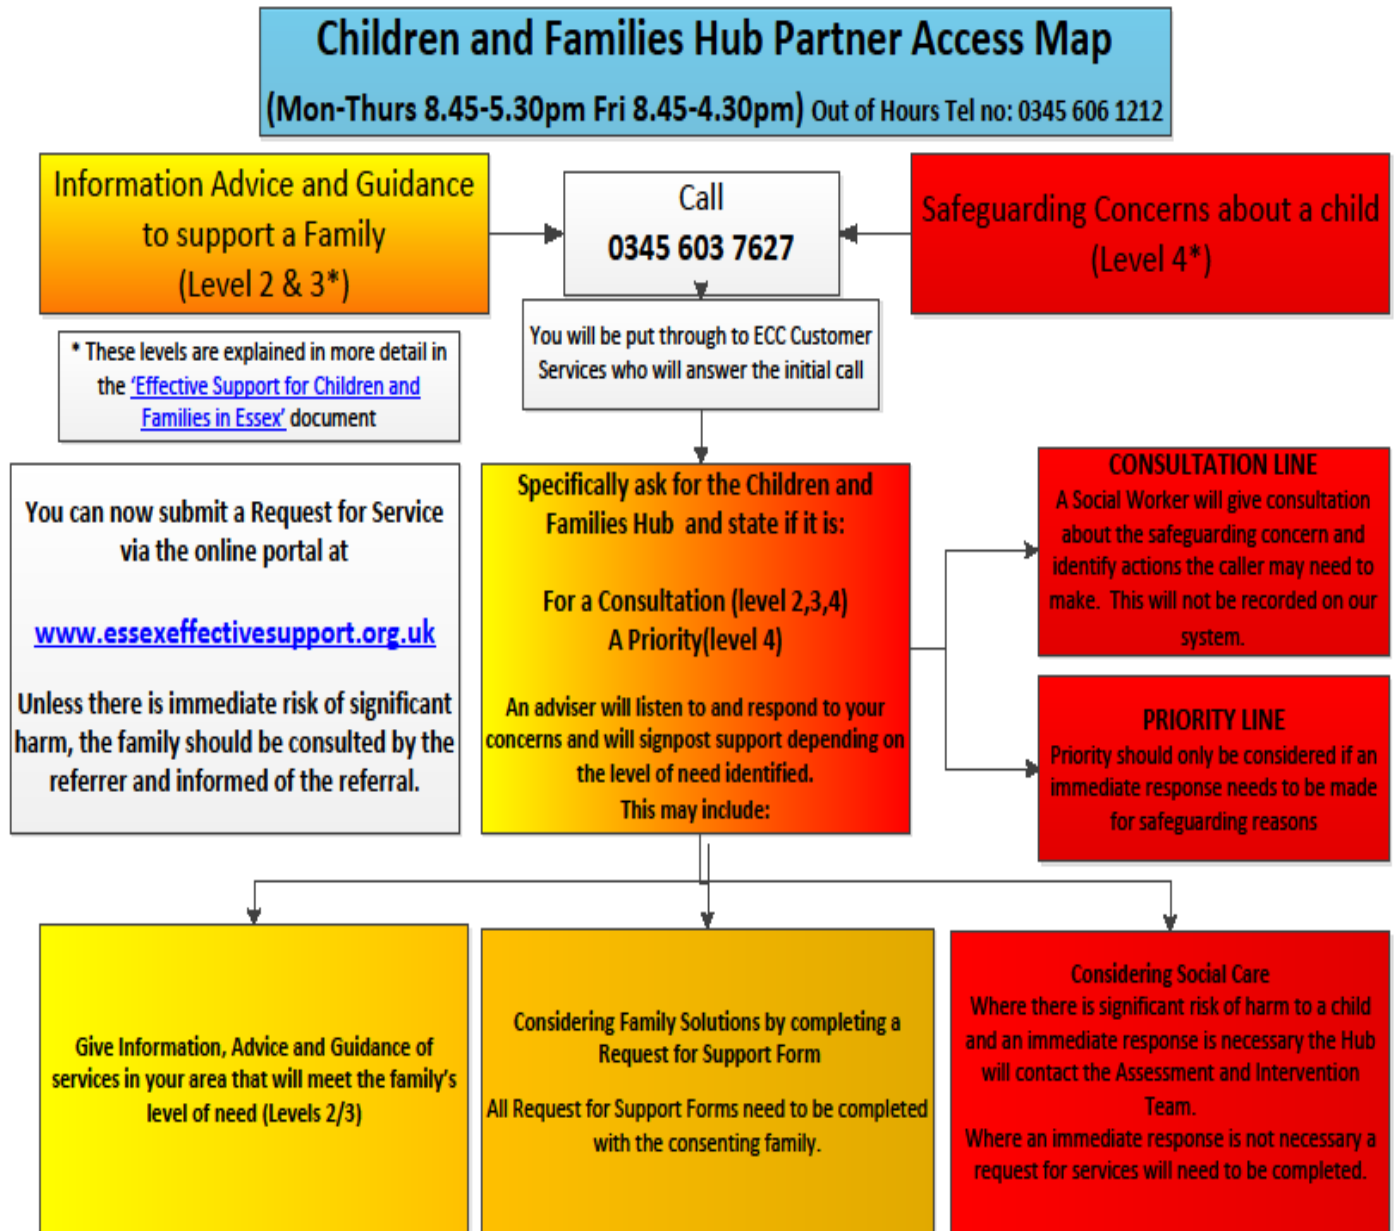 Children and Families Hub Partner Access Map
(Mon-Thurs 8.45-5.30pm Fri 8.45-4.30pm) Out of Hours Tel no: 0345 606 1212
Information Advice and Guidance
to support a Family
(Level 2 & 3*)
Call
0345 603 7627
Safeguarding Concerns about a child
(Level 4*)
You will be put through to ECC Customer
Services who will answer the initial call
* These levels are explained in more detail in
the 'Effective Support for Children and
Families in Essex' document
You can now submit a Request for Service
via the online portal at
www.essexeffectivesupport.org.uk
Unless there is immediate risk of significant
harm, the family should be consulted by the
referrer and informed of the referral.
Specifically ask for the Children and
Families Hub and state if it is:
For a Consultation (level 2,3,4)
A Priority(level 4)
An adviser will listen to and respond to your
concerns and will signpost support depending on
the level of need identified.
This may include:
CONSULTATION LINE
A Social Worker will give consultation
about the safeguarding concern and
identify actions the caller may need to
make. This will not be recorded on our
system.
PRIORITY LINE
Priority should only be considered if an
immediate response needs to be made
for safeguarding reasons
Give Information, Advice and Guidance of
services in your area that will meet the family's
level of need (Levels 2/3)
Considering Family Solutions by completing a
Request for Support Form
All Request for Support Forms need to be completed
with the consenting family.
Considering Social Care
Where there is significant risk of harm to a child
and an immediate response is necessary the Hub
will contact the Assessment and Intervention
Team.
Where an immediate response is not necessary a
request for services will need to be completed.